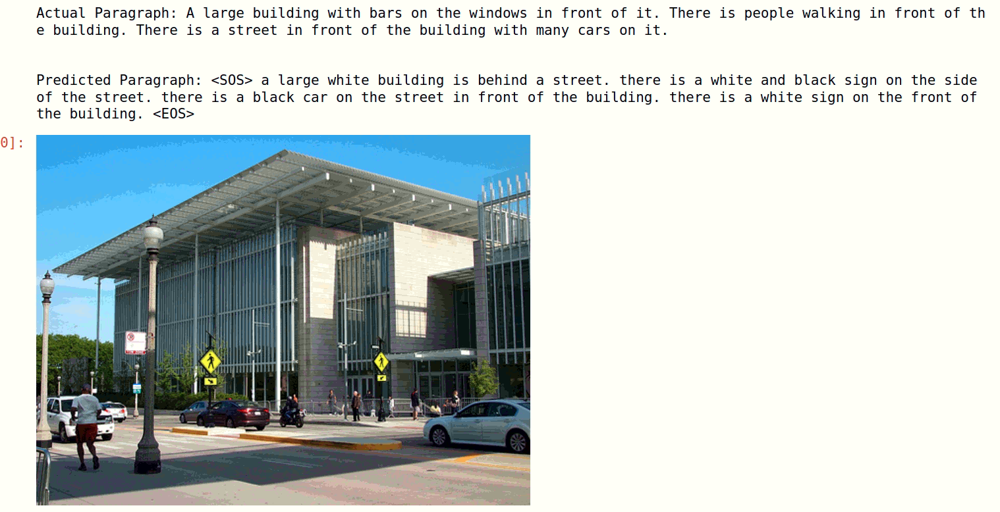 Actual Paragraph: A large building with bars on the windows in front of it. There is people walking in front of th
e building. There is a street in front of the building with many cars on it.
Predicted Paragraph: <SOS> a large white building is behind a street. there is a white and black sign on the side
of the street. there is a black car on the street in front of the building. there is a white sign on the front of
the building. <EOS>
0]: